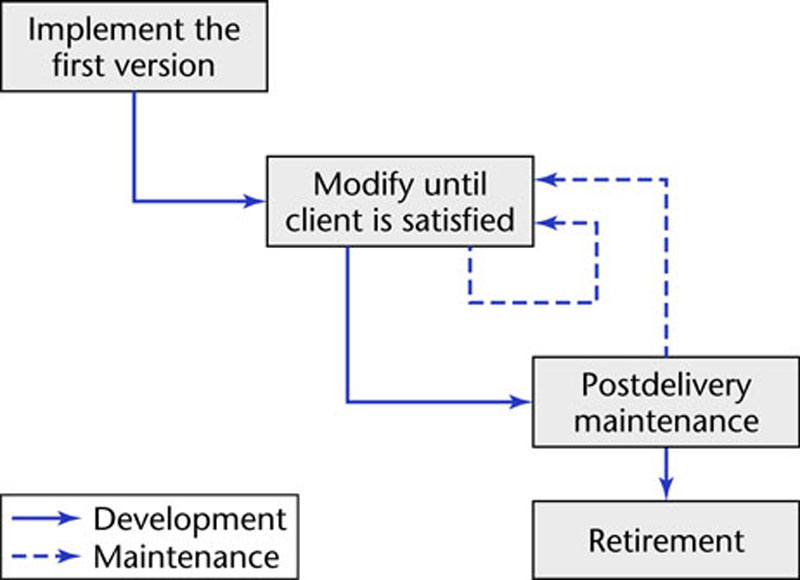 Implement the
first version
Modify until
client is satisfied
Postdelivery
maintenance
Retirement
Development
Maintenance